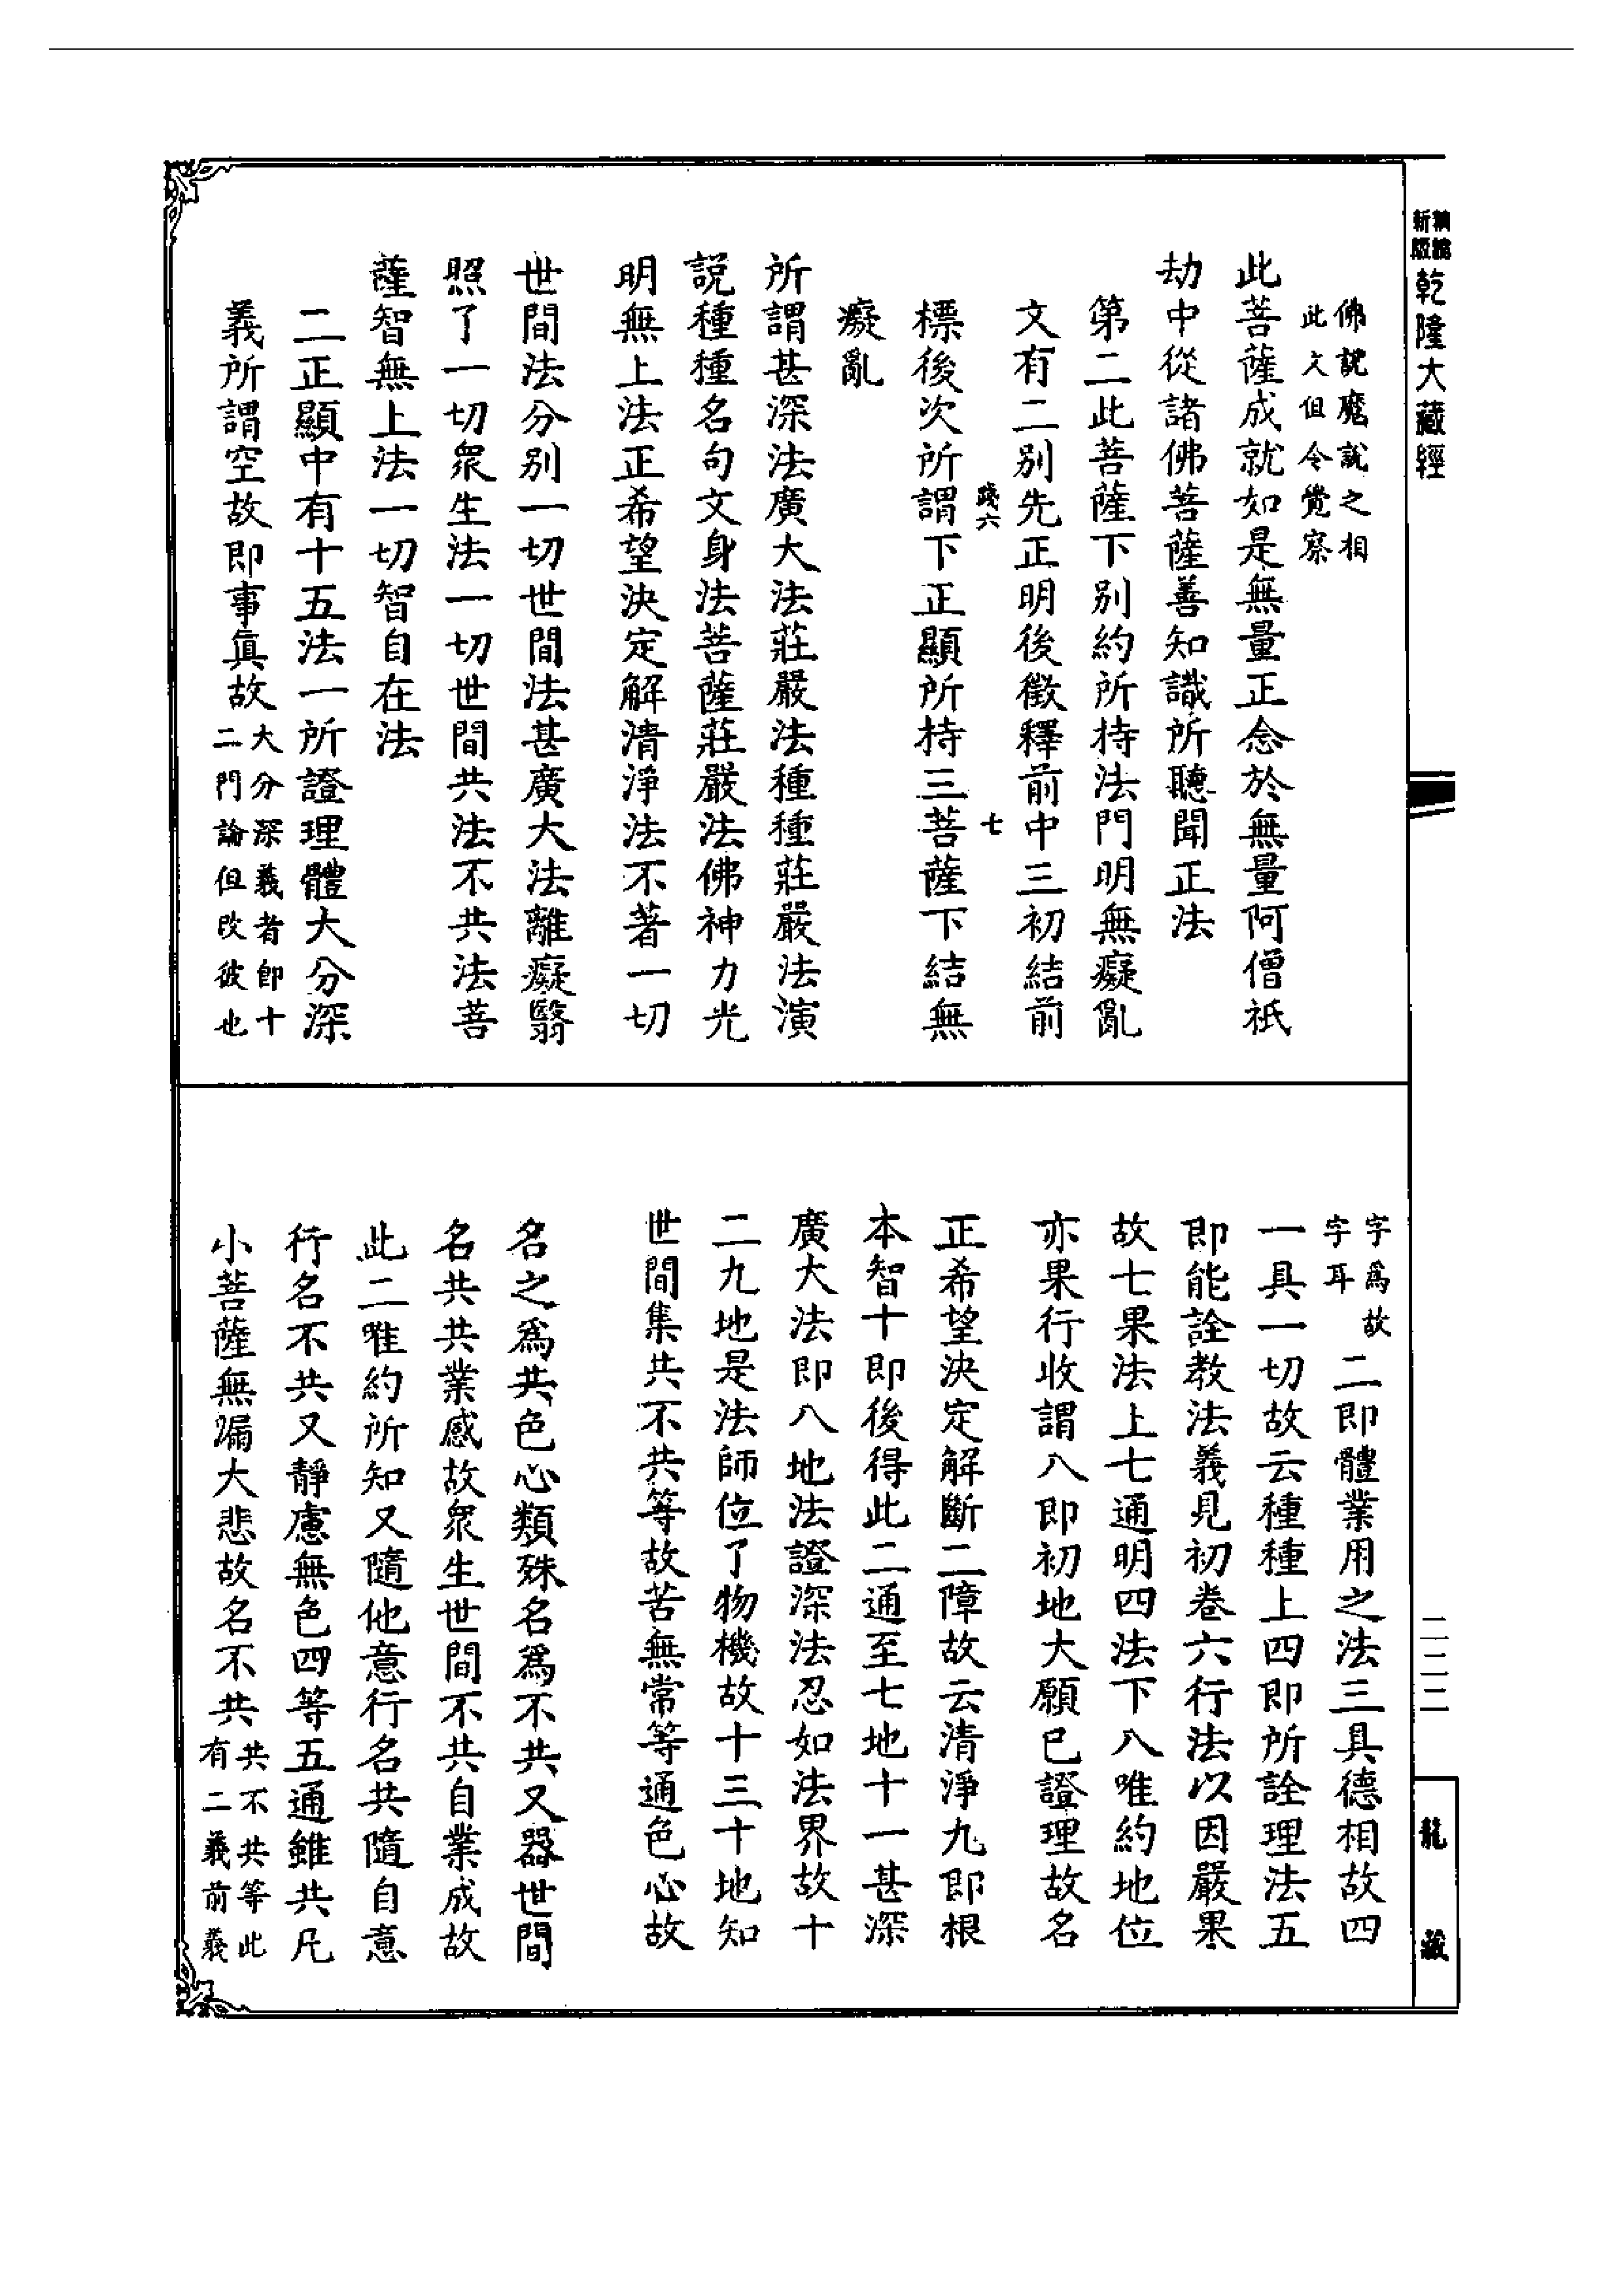 精繪
新版
乾隆大藏經
佛說魔說之相
此文但令覺察
此菩薩成就如是無量正念於無量阿僧祇
劫中從諸佛菩薩善知識所聽聞正法
第二此菩薩下別約所持法門明無癡亂
文有二別先正明後徵釋前中三初結前
踐六
七
標後次所謂下正顯所持三菩薩下結無
癡亂
所謂甚深法廣大法莊嚴法種種莊嚴法演
說種種名句文身法菩薩莊嚴法佛神力光
明無上法正希望決定解清淨法不著一切
世間法分別一切世間法甚廣大法離癡翳
照了一切眾生法一切世間共法不共法菩
薩智無上法一切智自在法
二正顯中有十五法一所證理體大分深
義所謂空故即事真故
大分深義者即十
二門論但改彼也
字為故
字耳
二即體業用之法三具德相故四
一具一切故云種種上四即所詮理法五
即能詮教法義見初卷六行法以因嚴果
故七果法上七通明四法下八唯約地位
亦果行收謂八即初地大願已證理故名
正希望決定解斷二障故云清淨九即根
本智十即後得此二通至七地十一甚深
廣大法即八地法證深法忍如法界故十
二九地是法師位了物機故十三十地知
世間集共不共等故苦無常等通色心故
名之為共色心類殊名為不共又器世間
名共共業感故眾生世間不共自業成故
此二唯約所知又隨他意行名共隨自意
行名不共又靜慮無色四等五通雖共凡
小菩薩無漏大悲故名不共
共不共等此
有二義前義
二二二
龍藏